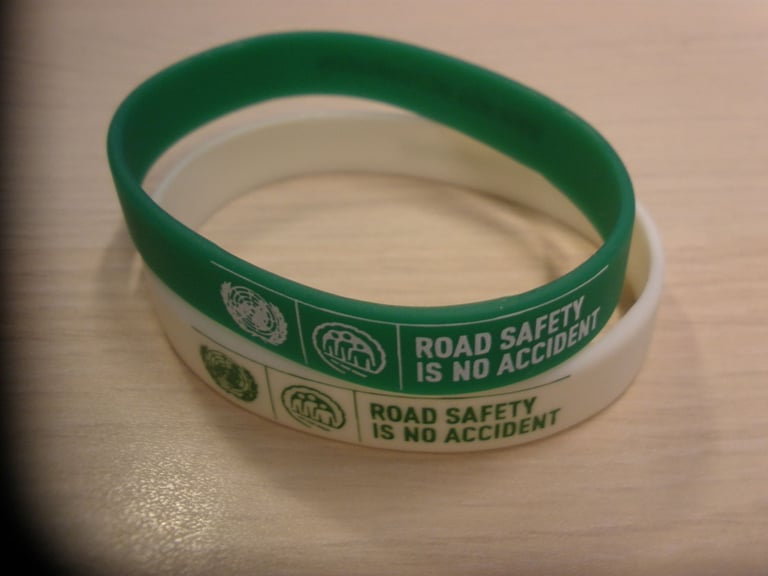 ROAD SAFETY
IS NO ACCIDENT
ROAD SAFETY
IS NO ACCIDENT